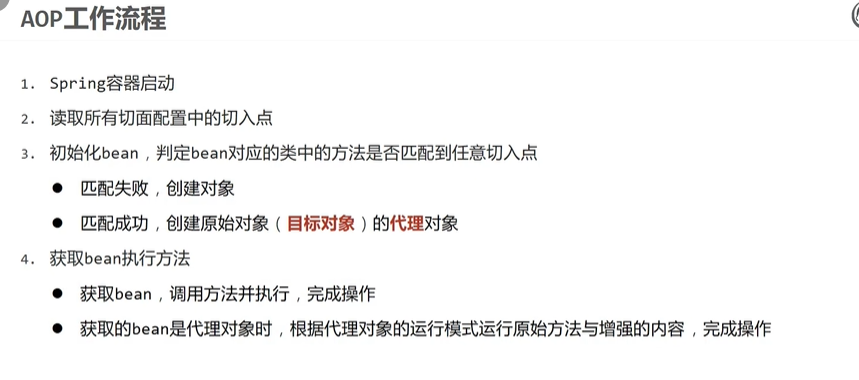 AOP工作流程
1. Spring容器启动
2. 读取所有切面配置中的切入点
3. 初始化bean，判定bean对应的类中的方法是否匹配到任意切入点
● 匹配失败，创建对象
● 匹配成功，创建原始对象（目标对象）的代理对象
4. 获取bean执行方法
● 获取bean，调用方法并执行，完成操作
● 获取的bean是代理对象时，根据代理对象的运行模式运行原始方法与增强的内容，完成操作